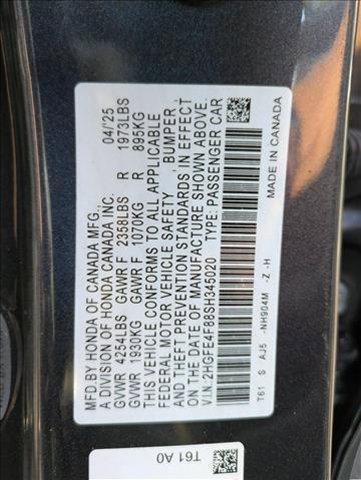 MFD BY HONDA OF CANADA MFG., 04/25
A DIVISION OF HONDA CANADA INC.
GVWR 4254LBS GAWR F 2358LBS R 1973LBS
GVWR 1930KG GAWR F 1070KG R 895KG
THIS VEHICLE CONFORMS TO ALL APPLICABLE
FEDERAL MOTOR VEHICLE SAFETY , BUMPER ,
AND THEFT PREVENTION STANDARDS IN EFFECT
ON THE DATE OF MANUFACTURE SHOWN ABOVE.
V.I.N: 2HGFE4F88SH345020 TYPE: PASSENGER CAR
MADE IN CANADA
T61 S AJ5 -NH904M -Z -H
T61 A0